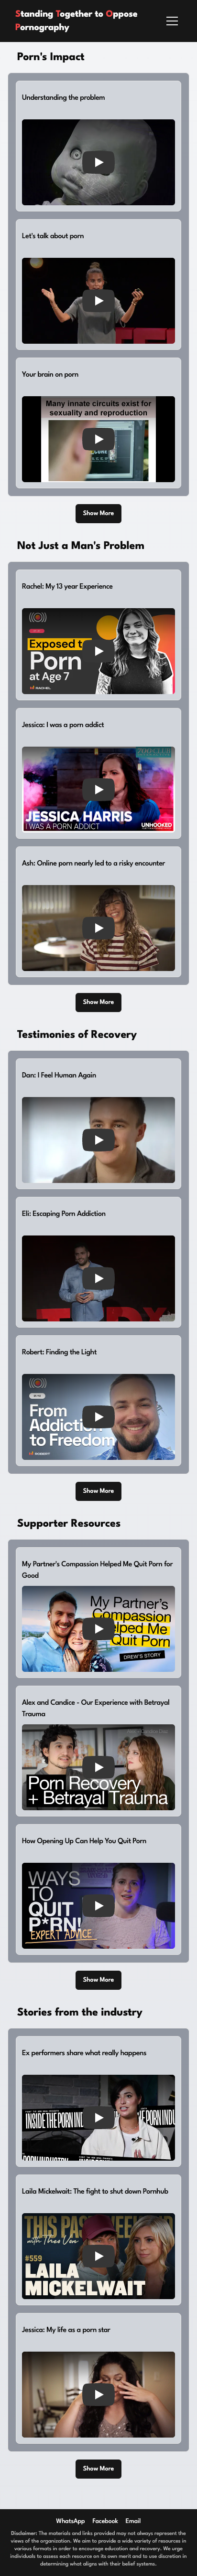 Standing Together to Oppose
Pornography
Porn's Impact
Understanding the problem
Let's talk about porn
Your brain on porn
Many innate circuits exist for
sexuality and reproduction
Show More
Not Just a Man's Problem
Rachel: My 13 year Experience
Exposed to
Porn
at Age 7
RACHEL
Jessica: I was a porn addict
JESSICA HARRIS
I WAS A PORN ADDICT
UNHOOKED
Ash: Online porn nearly led to a risky encounter
Show More
Testimonies of Recovery
Dan: I Feel Human Again
Eli: Escaping Porn Addiction
Robert: Finding the Light
From
Addiction
to Freedom
ROBERT
Show More
Supporter Resources
My Partner's Compassion Helped Me Quit Porn for
Good
My Partner's
Compassion
Helped Me
Quit Porn
DREW'S STORY
Alex and Candice - Our Experience with Betrayal
Trauma
Porn Recovery
+ Betrayal Trauma
How Opening Up Can Help You Quit Porn
WAYS
TO
QUIT
P*RN!
EXPERT ADVICE
Show More
Stories from the industry
Ex performers share what really happens
INSIDE THE PORN INDUSTRY
Laila Mickelwait: The fight to shut down Pornhub
THIS PAST WEEKEND
with Theo Von
#559
LAILA
MICKELWAIT
Jessica: My life as a porn star
Show More
WhatsApp Facebook Email
Disclaimer: The materials and links provided may not always represent the
views of the organization. We aim to provide a wide variety of resources in
various formats in order to encourage education and recovery. We urge
individuals to assess each resource on its own merit and to use discretion in
determining what aligns with their belief systems.